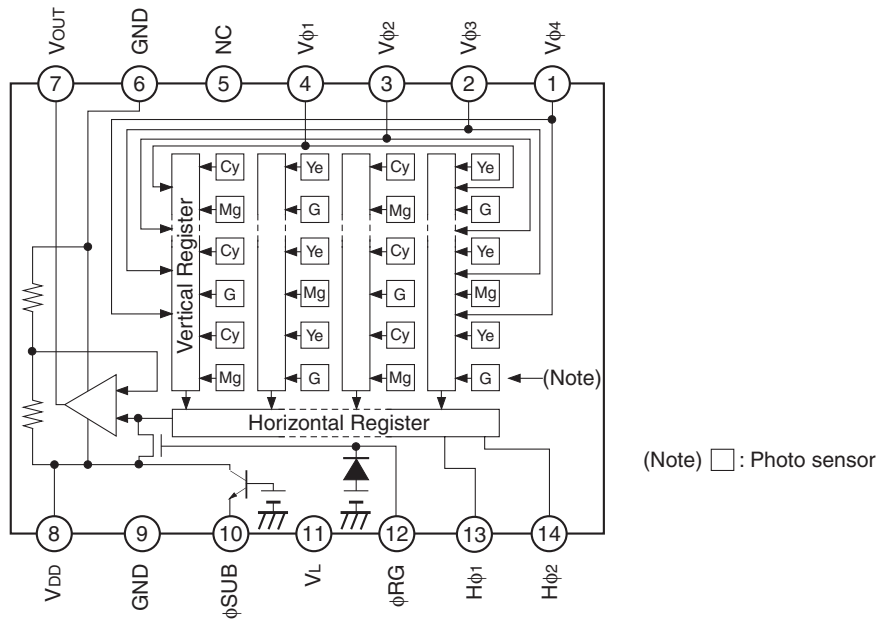 VOUT
GND
NC
Vϕ1
Vϕ2
Vϕ3
Vϕ4
7
6
5
4
3
2
1
Cy Ye Cy Ye
Mg G Mg G
Cy Ye Cy Ye
G Mg G Mg
Cy Ye Cy Ye
Mg G Mg G
Vertical Register
(Note)
Horizontal Register
(Note) : Photo sensor
8
9
10
11
12
13
14
VDD
GND
ϕSUB
VL
ϕRG
Hϕ1
Hϕ2